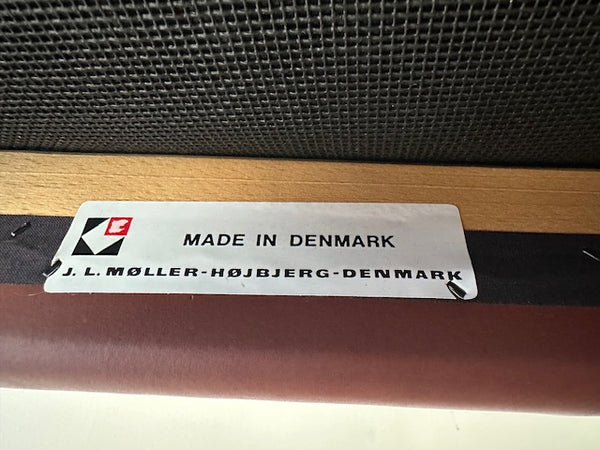 MADE IN DENMARK
J. L. MØLLER-HØJBJERG-DENMARK